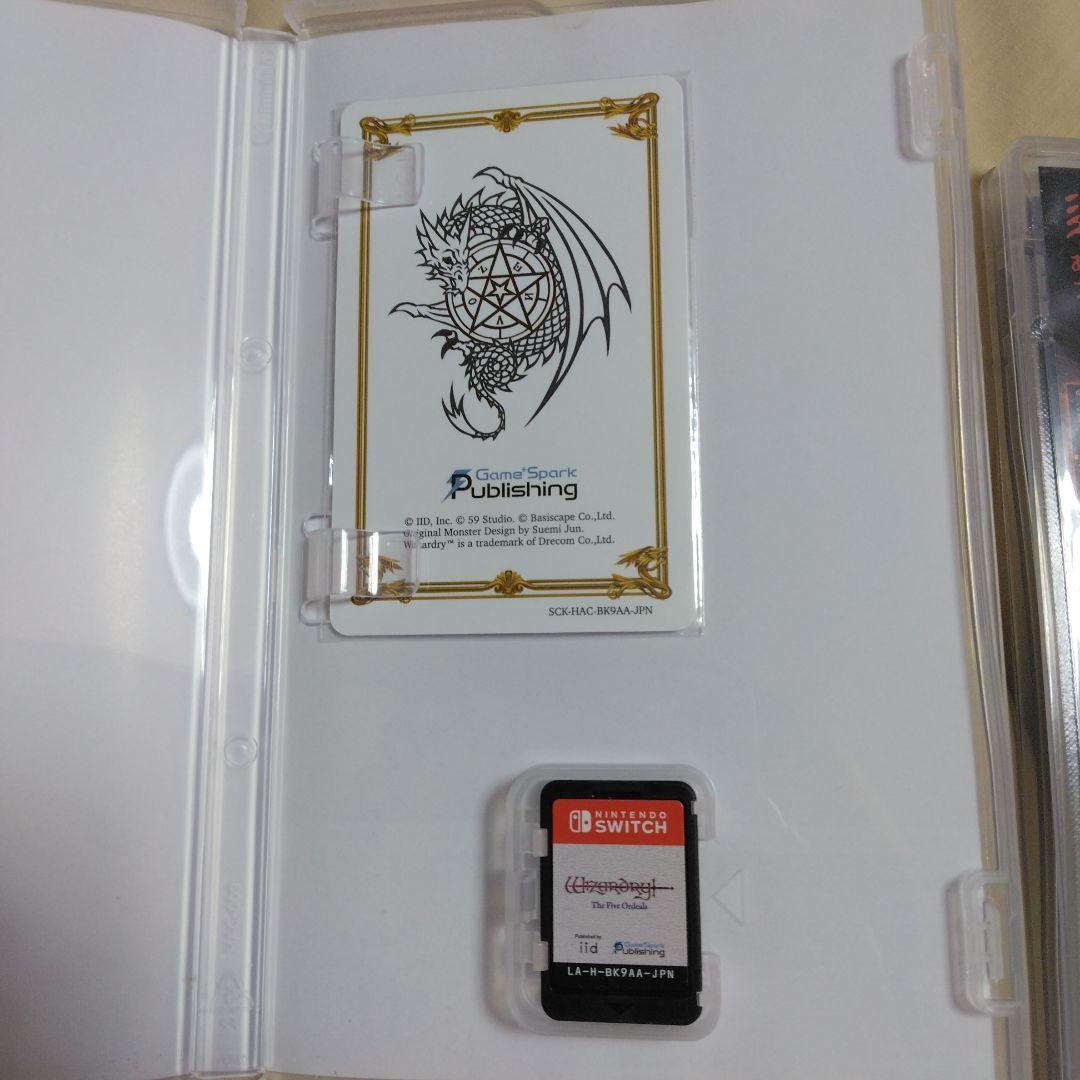 Game*Spark
Publishing
© IID, Inc. © 59 Studio. © Basiscape Co.,Ltd.
Original Monster Design by Suemi Jun.
Wizardry™ is a trademark of Drecom Co.,Ltd.
SCK-HAC-BK9AA-JPN
NINTENDO
SWITCH
Wizardry
The Five Ordeals
Published by
iid
Game*Spark
Publishing
LA-H-BK9AA-JPN